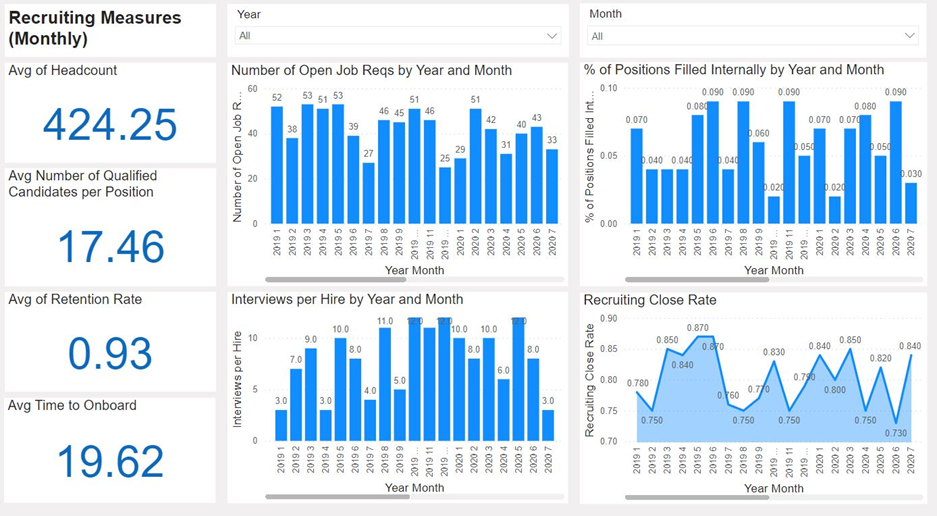 Recruiting Measures
(Monthly)
Year
All
Month
All
Avg of Headcount
424.25
Avg Number of Qualified
Candidates per Position
17.46
Avg of Retention Rate
0.93
Avg Time to Onboard
19.62
Number of Open Job Reqs by Year and Month
Number of Open Job R...
60
40
20
0
52 38 53 51 53 39 27 46 45 51 46 25 29 51 42 31 40 43 33
2019 1 2019 2 2019 3 2019 4 2019 5 2019 6 2019 7 2019 8 2019 9 2019 ... 2019 11 2019 ... 2020 1 2020 2 2020 3 2020 4 2020 5 2020 6 2020 7
Year Month
% of Positions Filled Internally by Year and Month
% of Positions Filled Int...
0.10
0.05
0.00
0.070 0.040 0.040 0.080 0.090 0.040 0.090 0.060 0.020 0.090 0.050 0.070 0.020 0.070 0.080 0.050 0.090 0.030
2019 1 2019 2 2019 3 2019 4 2019 5 2019 6 2019 7 2019 8 2019 9 2019 ... 2019 11 2019 ... 2020 1 2020 2 2020 3 2020 4 2020 5 2020 6 2020 7
Year Month
Interviews per Hire by Year and Month
Interviews per Hire
10
5
0
3.0 7.0 9.0 3.0 10.0 8.0 4.0 11.0 5.0 12.0 12.0 10.0 8.0 10.0 6.0 12.0 8.0 3.0
2019 1 2019 2 2019 3 2019 4 2019 5 2019 6 2019 7 2019 8 2019 9 2019 ... 2019 11 2019 ... 2020 1 2020 2 2020 3 2020 4 2020 5 2020 6 2020 7
Year Month
Recruiting Close Rate
Recruiting Close Rate
0.90
0.85
0.80
0.75
0.70
0.780 0.750 0.850 0.840 0.870 0.870 0.760 0.750 0.770 0.830 0.750 0.790 0.840 0.800 0.850 0.750 0.820 0.730 0.840
2019 1 2019 2 2019 3 2019 4 2019 5 2019 6 2019 7 2019 8 2019 9 2019 ... 2019 11 2019 ... 2020 1 2020 2 2020 3 2020 4 2020 5 2020 6 2020 7
Year Month